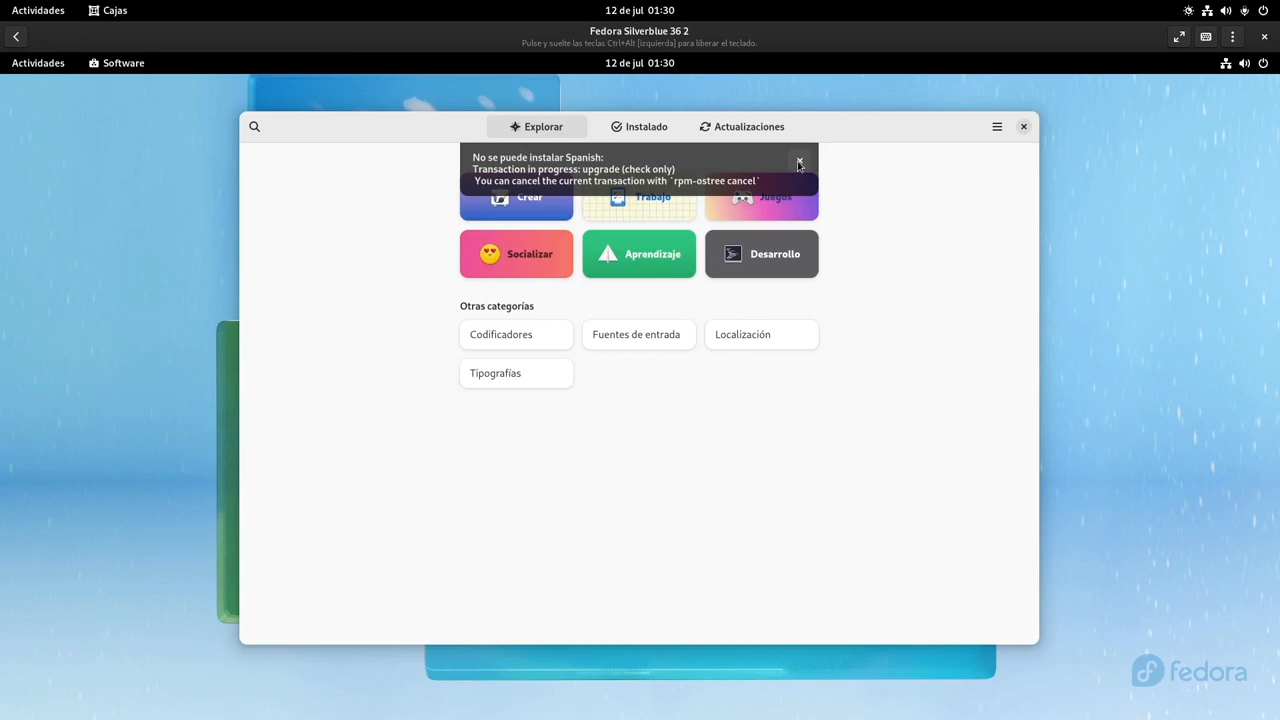 Actividades Cajas 12 de jul 01:30
Fedora Silverblue 36 2
Pulse y suelte las teclas Ctrl+Alt [izquierda] para liberar el teclado.
Actividades Software 12 de jul 01:30
Explorar Instalado Actualizaciones
No se puede instalar Spanish:
Transaction in progress: upgrade (check only)
You can cancel the current transaction with `rpm-ostree cancel`
Crear Trabajo Juegos
Socializar Aprendizaje Desarrollo
Otras categorías
Codificadores Fuentes de entrada Localización
Tipografías
fedora